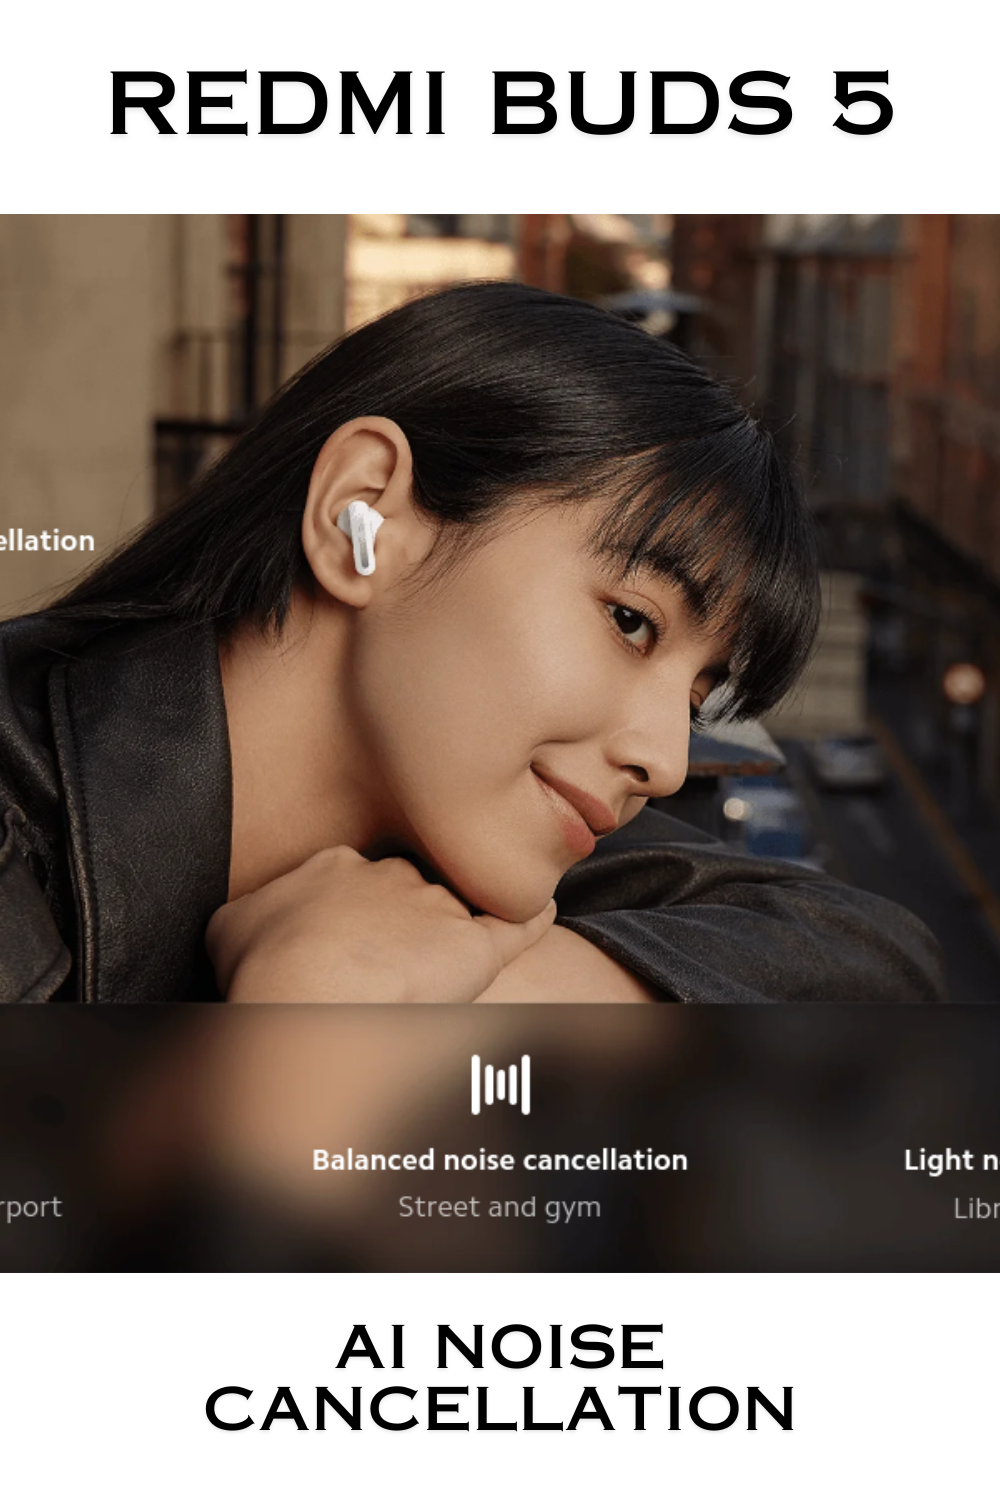 REDMI BUDS 5
ellation
Balanced noise cancellation
Light n
rport
Street and gym
Libr
AI NOISE
CANCELLATION